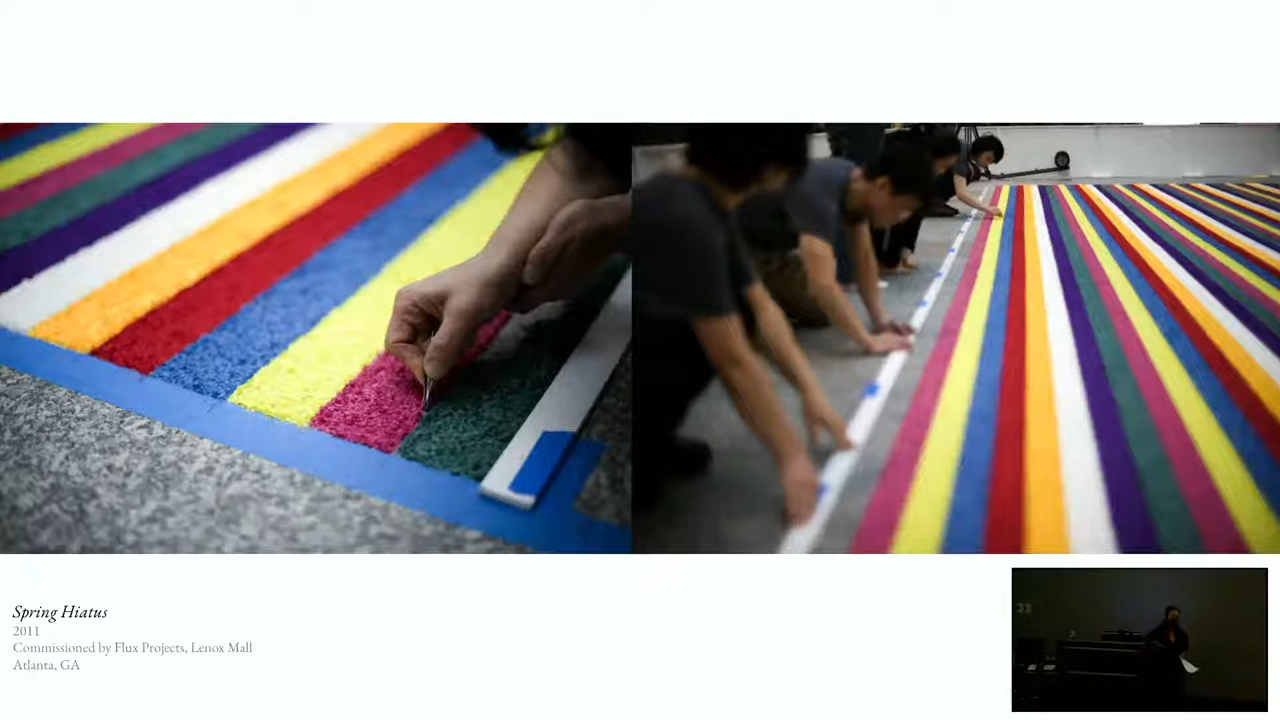 Spring Hiatus
2011
Commissioned by Flux Projects, Lenox Mall
Atlanta, GA